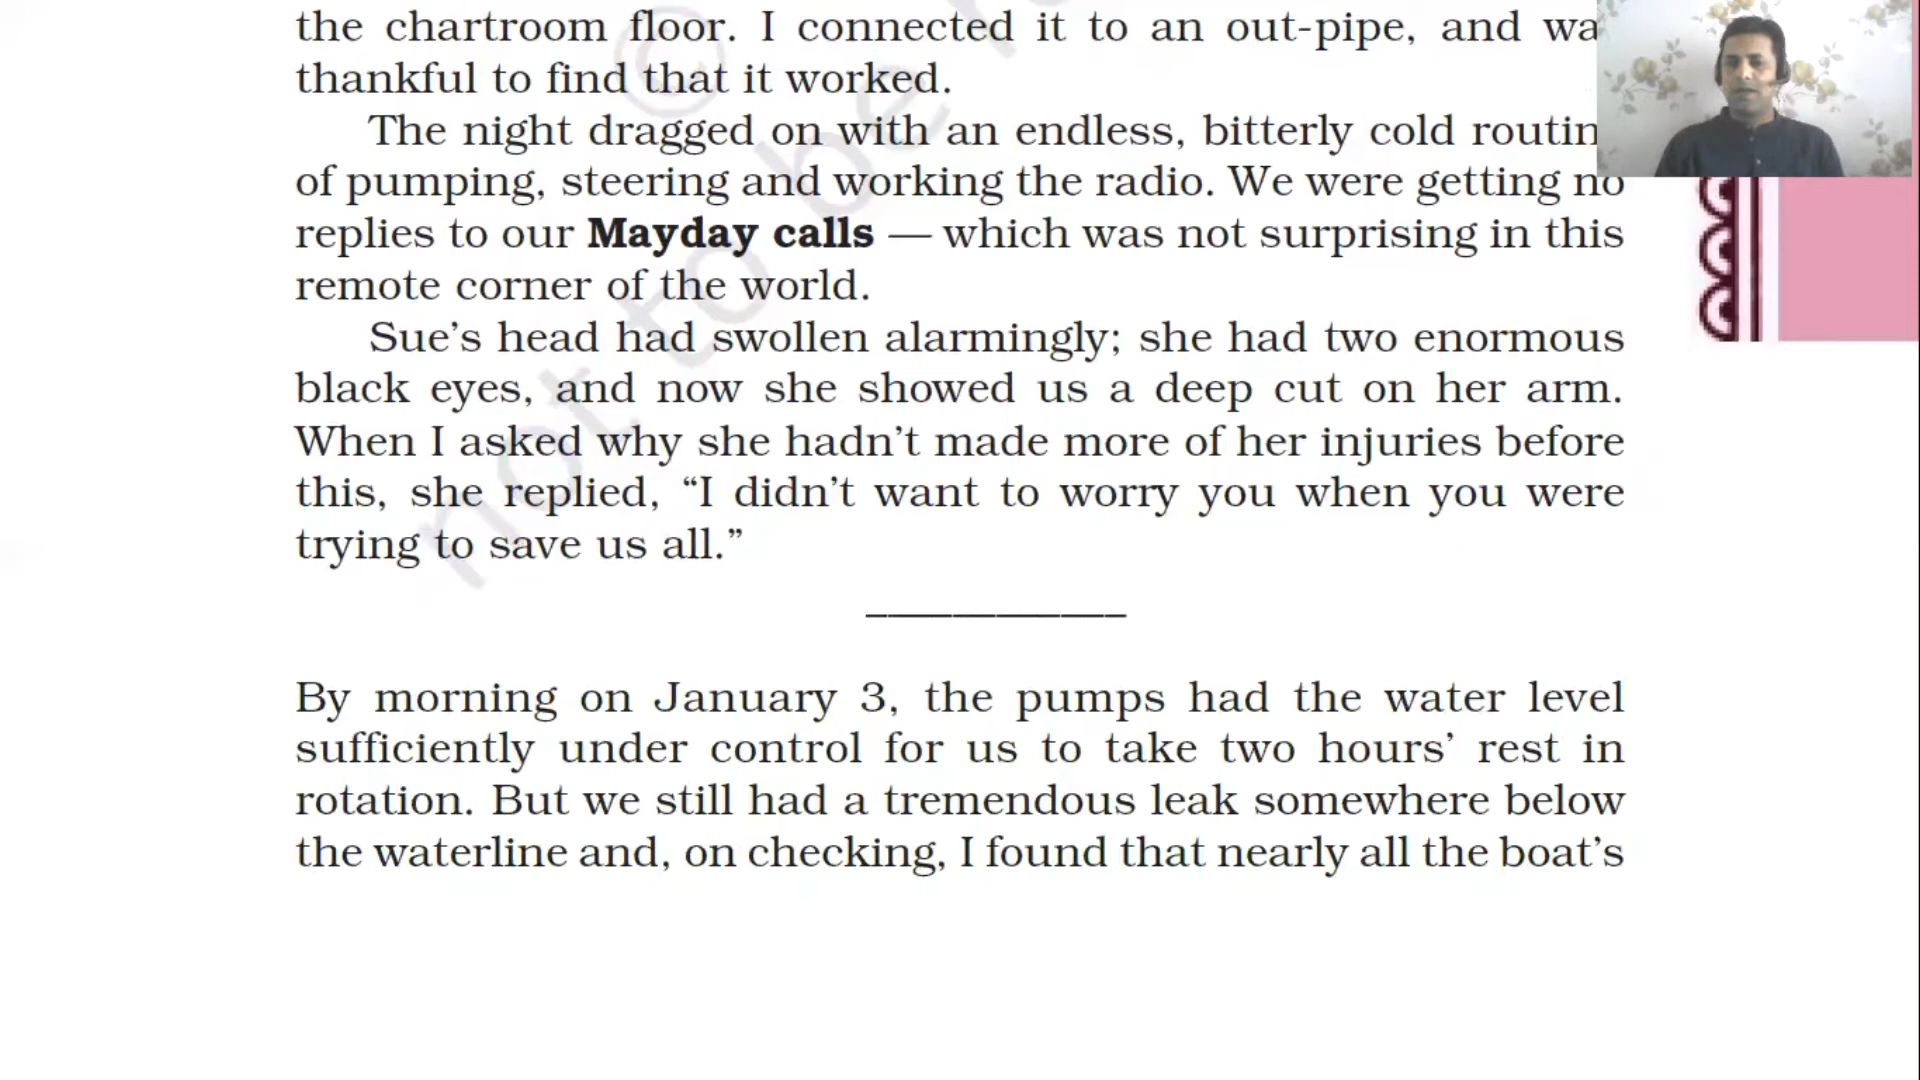 the chartroom floor. I connected it to an out-pipe, and
thankful to find that it worked.
The night dragged on with an endless, bitterly cold
of pumping, steering and working the radio. We were getting no
replies to our Mayday calls — which was not surprising in this
remote corner of the world.
Sue’s head had swollen alarmingly; she had two enormous
black eyes, and now she showed us a deep cut on her arm.
When I asked why she hadn’t made more of her injuries before
this, she replied, “I didn’t want to worry you when you were
trying to save us all.”
By morning on January 3, the pumps had the water level
sufficiently under control for us to take two hours’ rest in
rotation. But we still had a tremendous leak somewhere below
the waterline and, on checking, I found that nearly all the boat’s
©
not to be